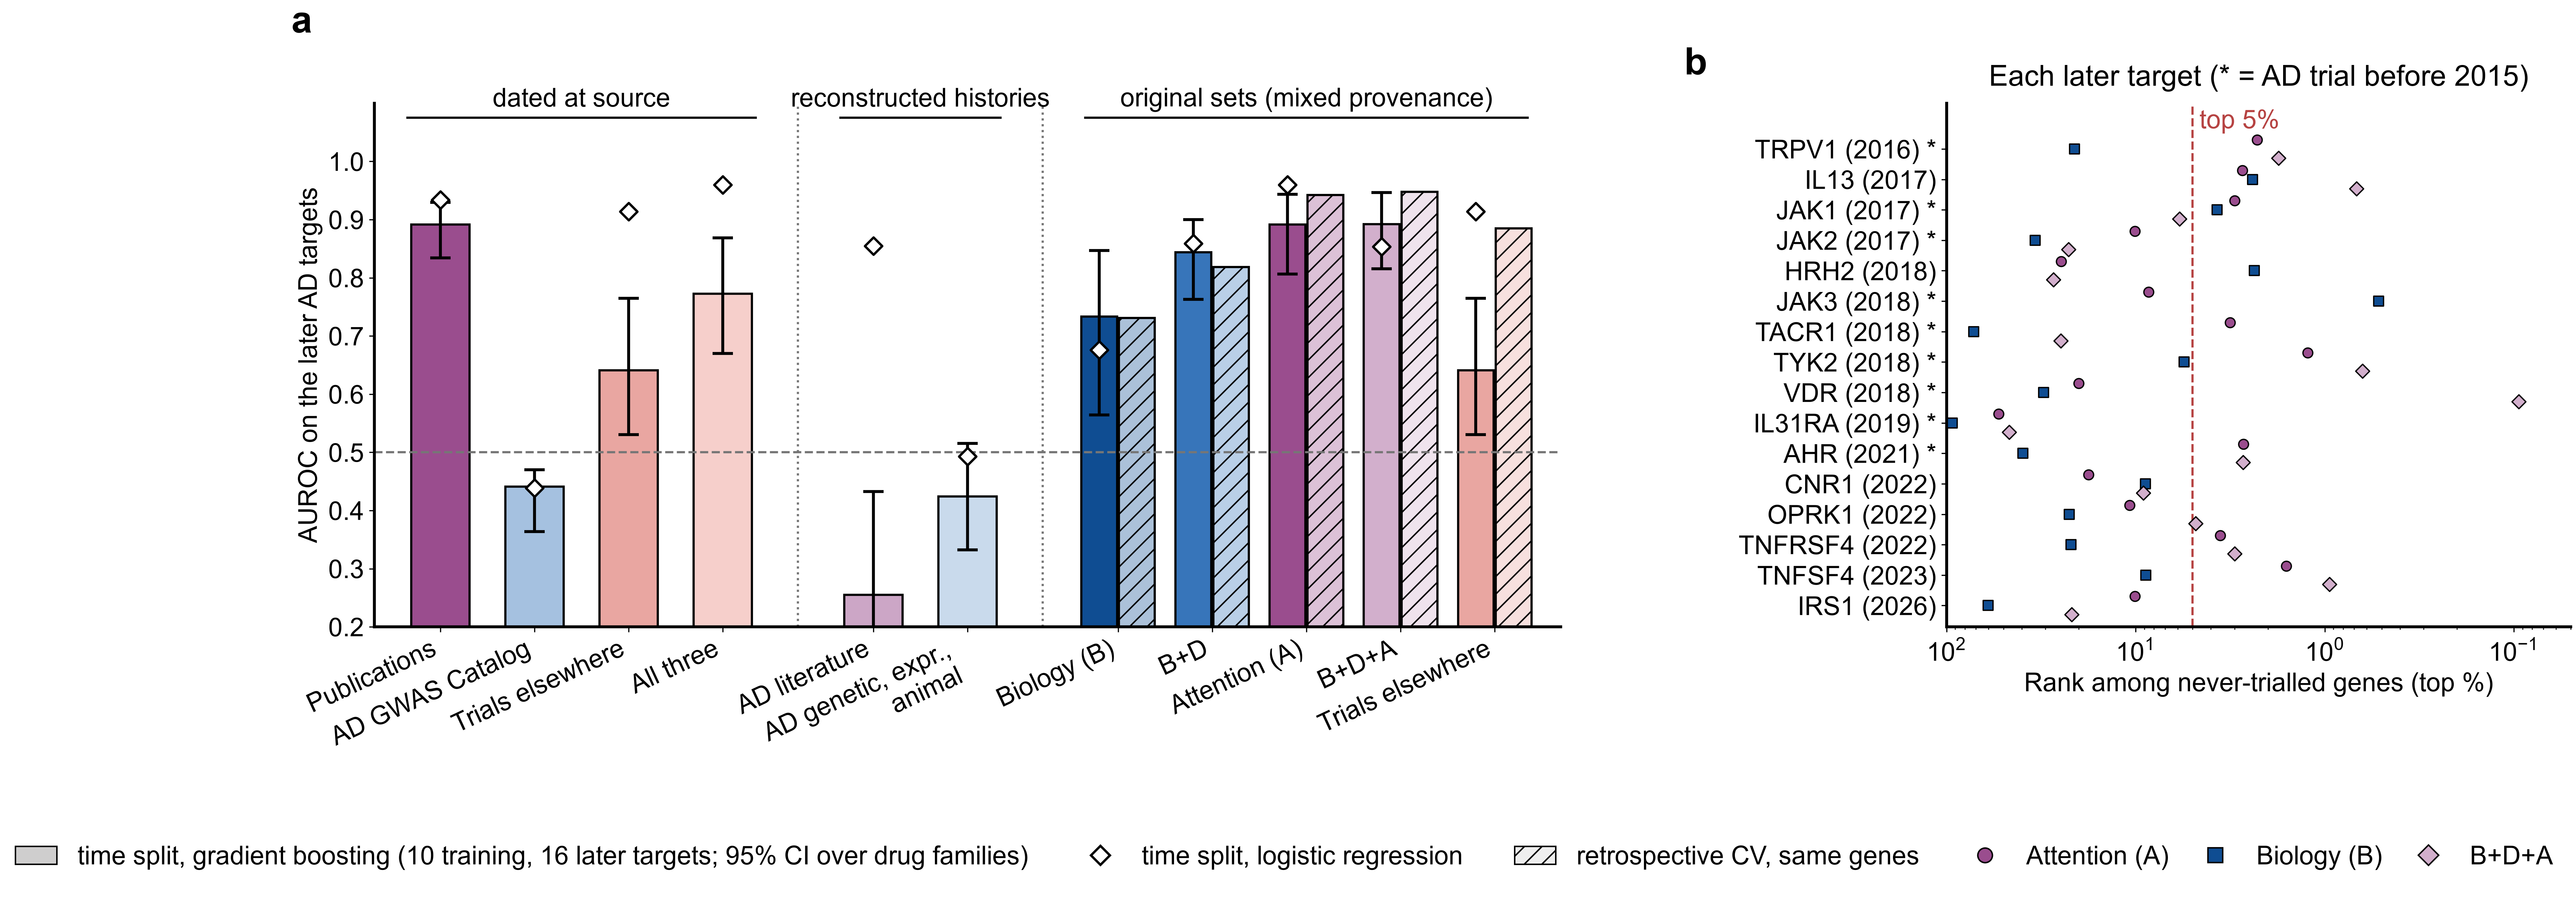 a
dated at source
reconstructed histories
original sets (mixed provenance)
AUROC on the later AD targets
1.0
0.9
0.8
0.7
0.6
0.5
0.4
0.3
0.2
Publications
AD GWAS Catalog
Trials elsewhere
All three
AD literature
AD genetic, expr.,
animal
Biology (B)
B+D
Attention (A)
B+D+A
Trials elsewhere
b
Each later target (* = AD trial before 2015)
top 5%
TRPV1 (2016) *
IL13 (2017)
JAK1 (2017) *
JAK2 (2017) *
HRH2 (2018)
JAK3 (2018) *
TACR1 (2018) *
TYK2 (2018) *
VDR (2018) *
IL31RA (2019) *
AHR (2021) *
CNR1 (2022)
OPRK1 (2022)
TNFRSF4 (2022)
TNFSF4 (2023)
IRS1 (2026)
10² 10¹ 10⁰ 10⁻¹
Rank among never-trialled genes (top %)
time split, gradient boosting (10 training, 16 later targets; 95% CI over drug families)
time split, logistic regression
retrospective CV, same genes
Attention (A)
Biology (B)
B+D+A